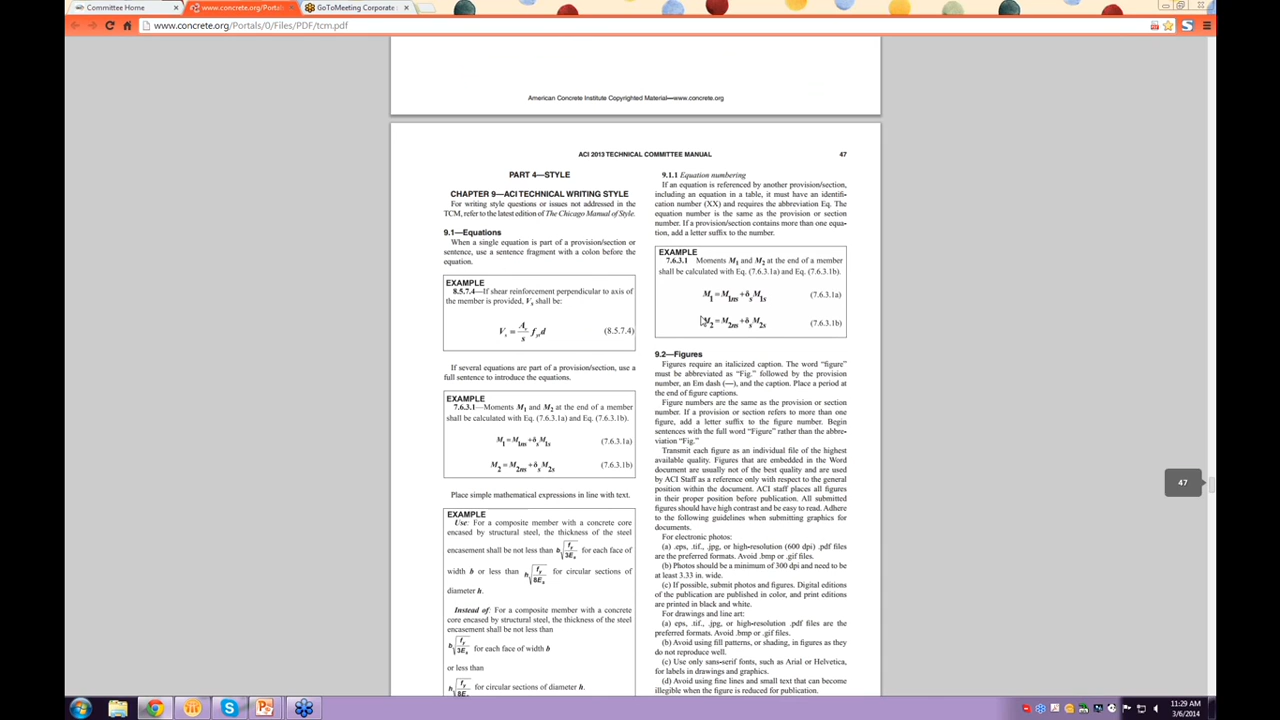 Committee Home
www.concrete.org/Portals
GoToMeeting Corporate
www.concrete.org/Portals/0/Files/PDF/tcm.pdf
American Concrete Institute Copyrighted Material—www.concrete.org
ACI 2013 TECHNICAL COMMITTEE MANUAL
47
PART 4—STYLE
CHAPTER 9—ACI TECHNICAL WRITING STYLE
For writing style questions or issues not addressed in the
TCM, refer to the latest edition of The Chicago Manual of Style.
9.1—Equations
When a single equation is part of a provision/section or
sentence, use a sentence fragment with a colon before the
equation.
EXAMPLE
8.5.7.4—If shear reinforcement perpendicular to axis of
the member is provided, Vs shall be:
(8.5.7.4)
If several equations are part of a provision/section, use a
full sentence to introduce the equations.
EXAMPLE
7.6.3.1—Moments M1 and M2 at the end of a member
shall be calculated with Eq. (7.6.3.1a) and Eq. (7.6.3.1b).
M1=M1ns+δsM1s (7.6.3.1a)
M2=M2ns+δsM2s (7.6.3.1b)
Place simple mathematical expressions in line with text.
EXAMPLE
Use: For a composite member with a concrete core
encased by structural steel, the thickness of the steel
encasement shall be not less than b√(fy/3Es) for each face of
width b or less than h√(fy/8Es) for circular sections of
diameter h.
Instead of: For a composite member with a concrete
core encased by structural steel, the thickness of the steel
encasement shall be not less than
b√(fy/3Es) for each face of width b
or less than
for circular sections of diameter h.
9.1.1 Equation numbering
If an equation is referenced by another provision/section,
including an equation in a table, it must have an identifi-
cation number (XX) and requires the abbreviation Eq. The
equation number is the same as the provision or section
number. If a provision/section contains more than one equa-
tion, add a letter suffix to the number.
EXAMPLE
7.6.3.1 Moments M1 and M2 at the end of a member
shall be calculated with Eq. (7.6.3.1a) and Eq. (7.6.3.1b).
M1=M1ns+δsM1s (7.6.3.1a)
M2=M2ns+δsM2s (7.6.3.1b)
9.2—Figures
Figures require an italicized caption. The word “figure”
must be abbreviated as “Fig.” followed by the provision
number, an Em dash (—), and the caption. Place a period at
the end of figure captions.
Figure numbers are the same as the provision or section
number. If a provision or section refers to more than one
figure, add a letter suffix to the figure number. Begin
sentences with the full word “Figure” rather than the abbre-
viation “Fig.”
Transmit each figure as an individual file of the highest
available quality. Figures that are embedded in the Word
document are usually not of the best quality and are used
by ACI Staff as a reference only with respect to the general
position within the document. ACI staff places all figures
in their proper position before publication. All submitted
figures should have high contrast and be easy to read. Adhere
to the following guidelines when submitting graphics for
documents.
For electronic photos:
(a) .eps, .tif., .jpg, or high-resolution (600 dpi) .pdf files
are the preferred formats. Avoid .bmp or .gif files.
(b) Photos should be a minimum of 300 dpi and need to be
at least 3.33 in. wide.
(c) If possible, submit photos and figures. Digital editions
of the publication are published in color, and print editions
are printed in black and white.
For drawings and line art:
(a) eps, .tif, .jpg, or high-resolution .pdf files are the
preferred formats. Avoid .bmp or .gif files.
(b) Avoid using fill patterns, or shading, in figures as they
do not reproduce well.
(c) Use only sans-serif fonts, such as Arial or Helvetica,
for labels in drawings and graphics.
(d) Avoid using fine lines and small text that can become
illegible when the figure is reduced for publication.
47
11:29 AM
3/6/2014